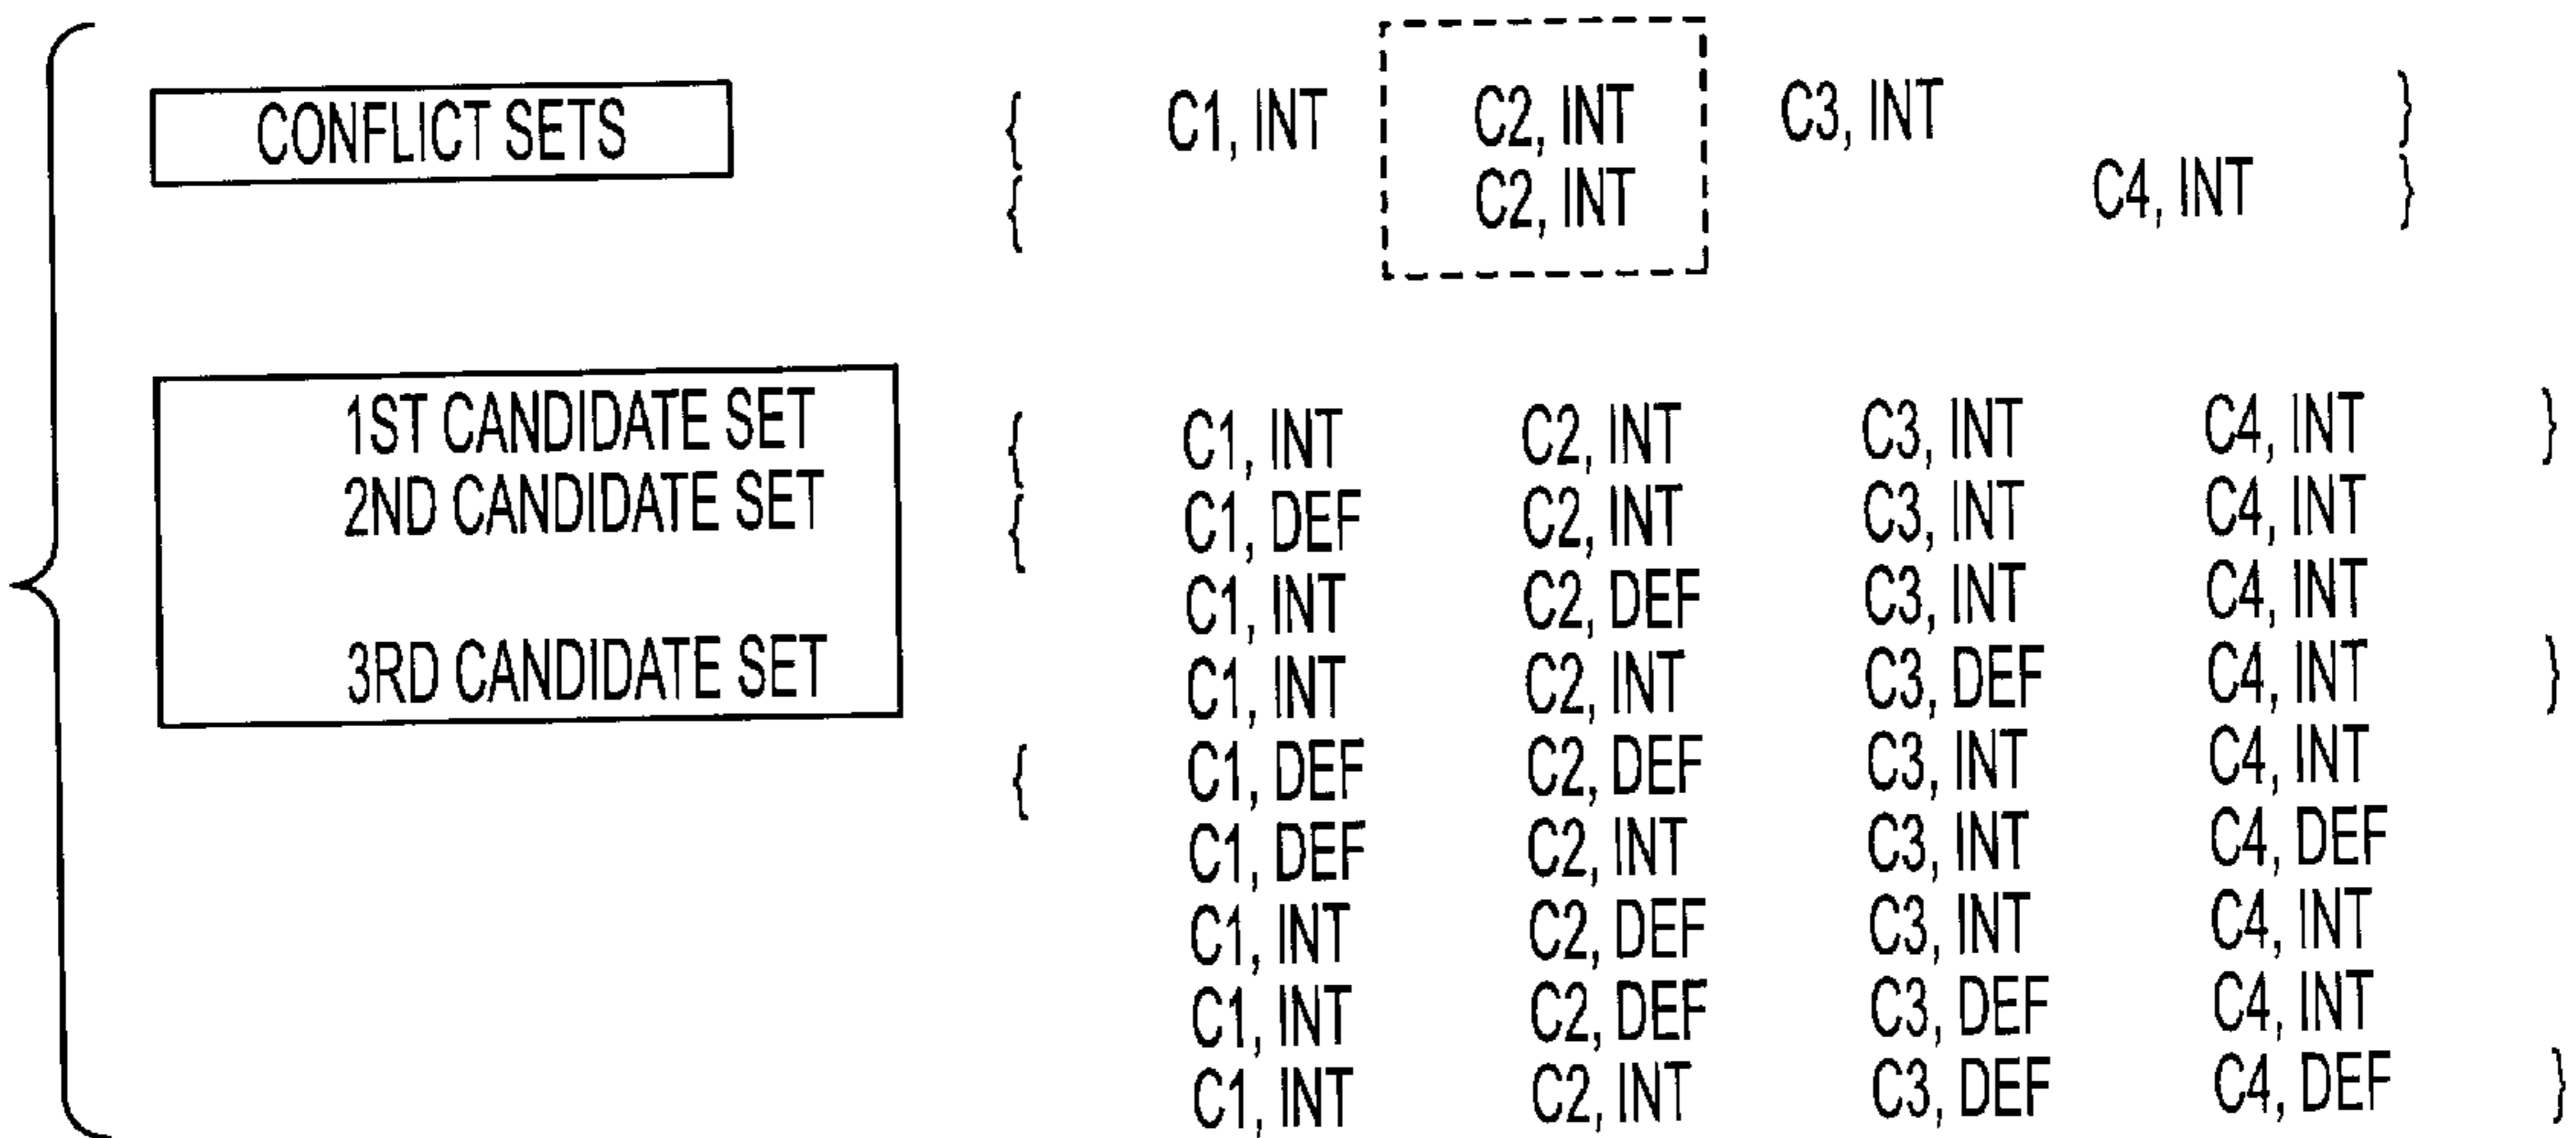 CONFLICT SETS { C1, INT C2, INT C3, INT }
{ C2, INT C4, INT }
1ST CANDIDATE SET { C1, INT C2, INT C3, INT C4, INT }
2ND CANDIDATE SET { C1, DEF C2, INT C3, INT C4, INT
C1, INT C2, DEF C3, INT C4, INT
3RD CANDIDATE SET C1, INT C2, INT C3, DEF C4, INT }
{ C1, DEF C2, DEF C3, INT C4, INT
C1, DEF C2, INT C3, INT C4, DEF
C1, INT C2, DEF C3, INT C4, INT
C1, INT C2, DEF C3, DEF C4, INT
C1, INT C2, INT C3, DEF C4, DEF }